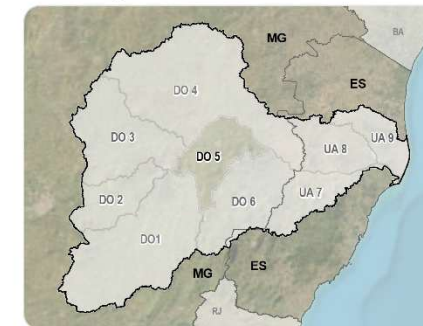 BA
MG
ES
DO 4
DO 3
DO 5
UA 8
UA 9
DO 2
DO 6
UA 7
DO1
MG
ES
RJ